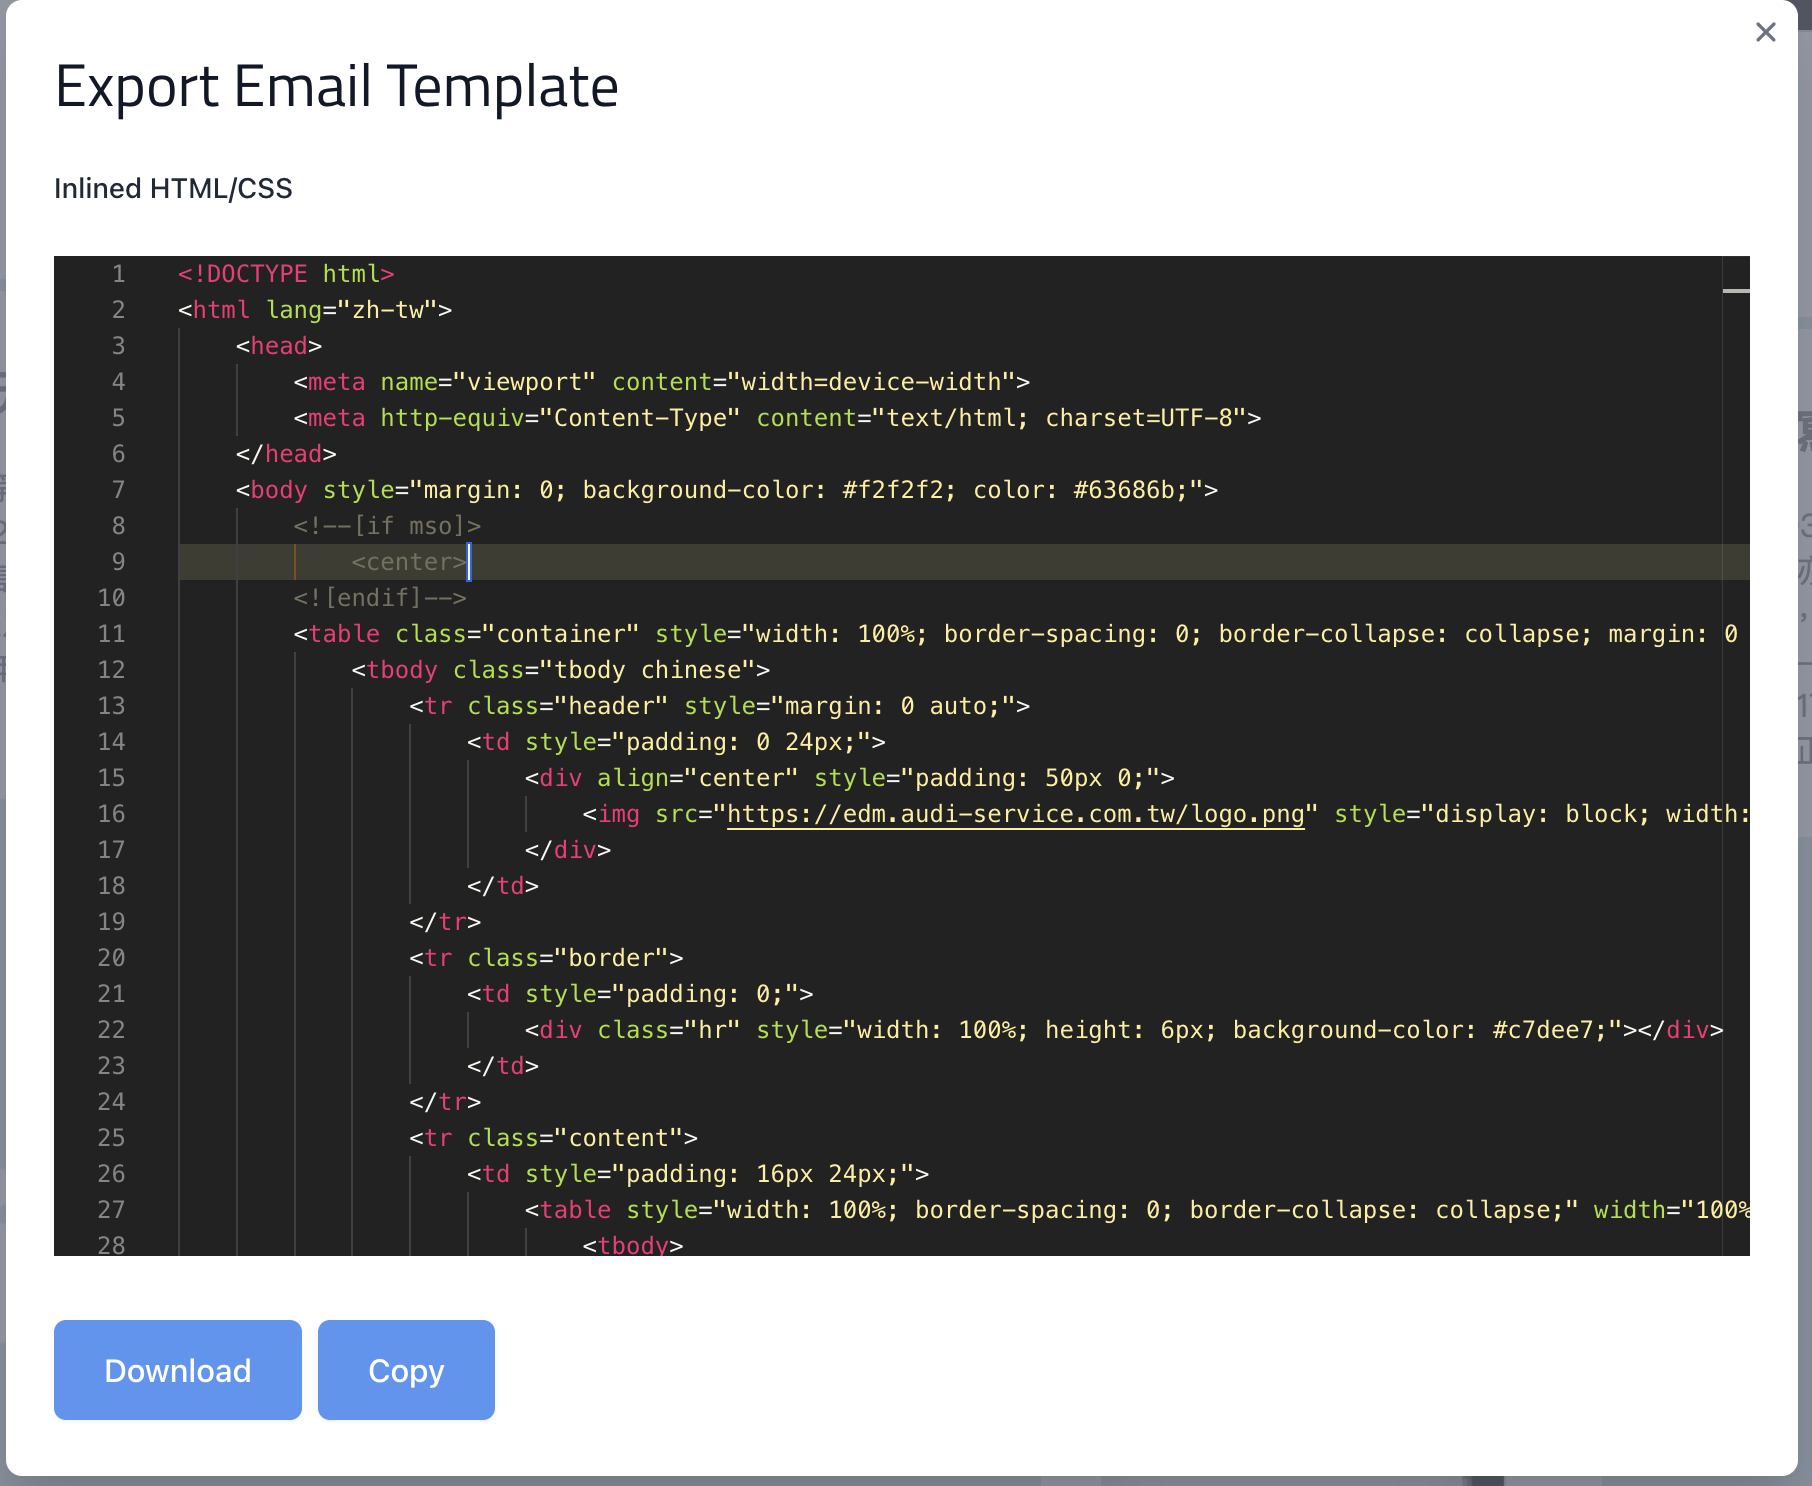 Export Email Template
Inlined HTML/CSS
1 <!DOCTYPE html>
2 <html lang="zh-tw">
3 <head>
4 <meta name="viewport" content="width=device-width">
5 <meta http-equiv="Content-Type" content="text/html; charset=UTF-8">
6 </head>
7 <body style="margin: 0; background-color: #f2f2f2; color: #63686b;">
8 <!--[if mso]>
9 <center>
10 <![endif]-->
11 <table class="container" style="width: 100%; border-spacing: 0; border-collapse: collapse; margin: 0
12 <tbody class="tbody chinese">
13 <tr class="header" style="margin: 0 auto;">
14 <td style="padding: 0 24px;">
15 <div align="center" style="padding: 50px 0;">
16 <img src="https://edm.audi-service.com.tw/logo.png" style="display: block; width:
17 </div>
18 </td>
19 </tr>
20 <tr class="border">
21 <td style="padding: 0;">
22 <div class="hr" style="width: 100%; height: 6px; background-color: #c7dee7;"></div>
23 </td>
24 </tr>
25 <tr class="content">
26 <td style="padding: 16px 24px;">
27 <table style="width: 100%; border-spacing: 0; border-collapse: collapse;" width="100%
28 <tbody>
Download
Copy